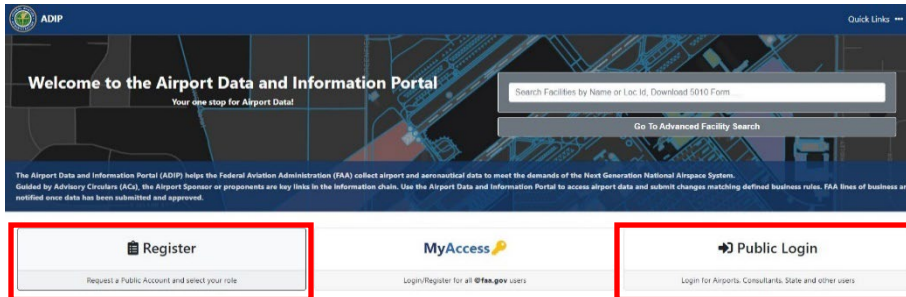 ADIP
Quick Links
Welcome to the Airport Data and Information Portal
Your one stop for Airport Data!
Search Facilities by Name or Loc Id, Download 5010 Form ...
Go To Advanced Facility Search
The Airport Data and Information Portal (ADIP) helps the Federal Aviation Administration (FAA) collect airport and aeronautical data to meet the demands of the Next Generation National Airspace System.
Guided by Advisory Circulars (ACs), the Airport Sponsor or proponents are key links in the information chain. Use the Airport Data and Information Portal to access airport data and submit changes matching defined business rules. FAA lines of business
notified once data has been submitted and approved.
Register
MyAccess
Public Login
Request a Public Account and select your role
Login/Register for all @faa.gov users
Login for Airports, Consultants, State and other users